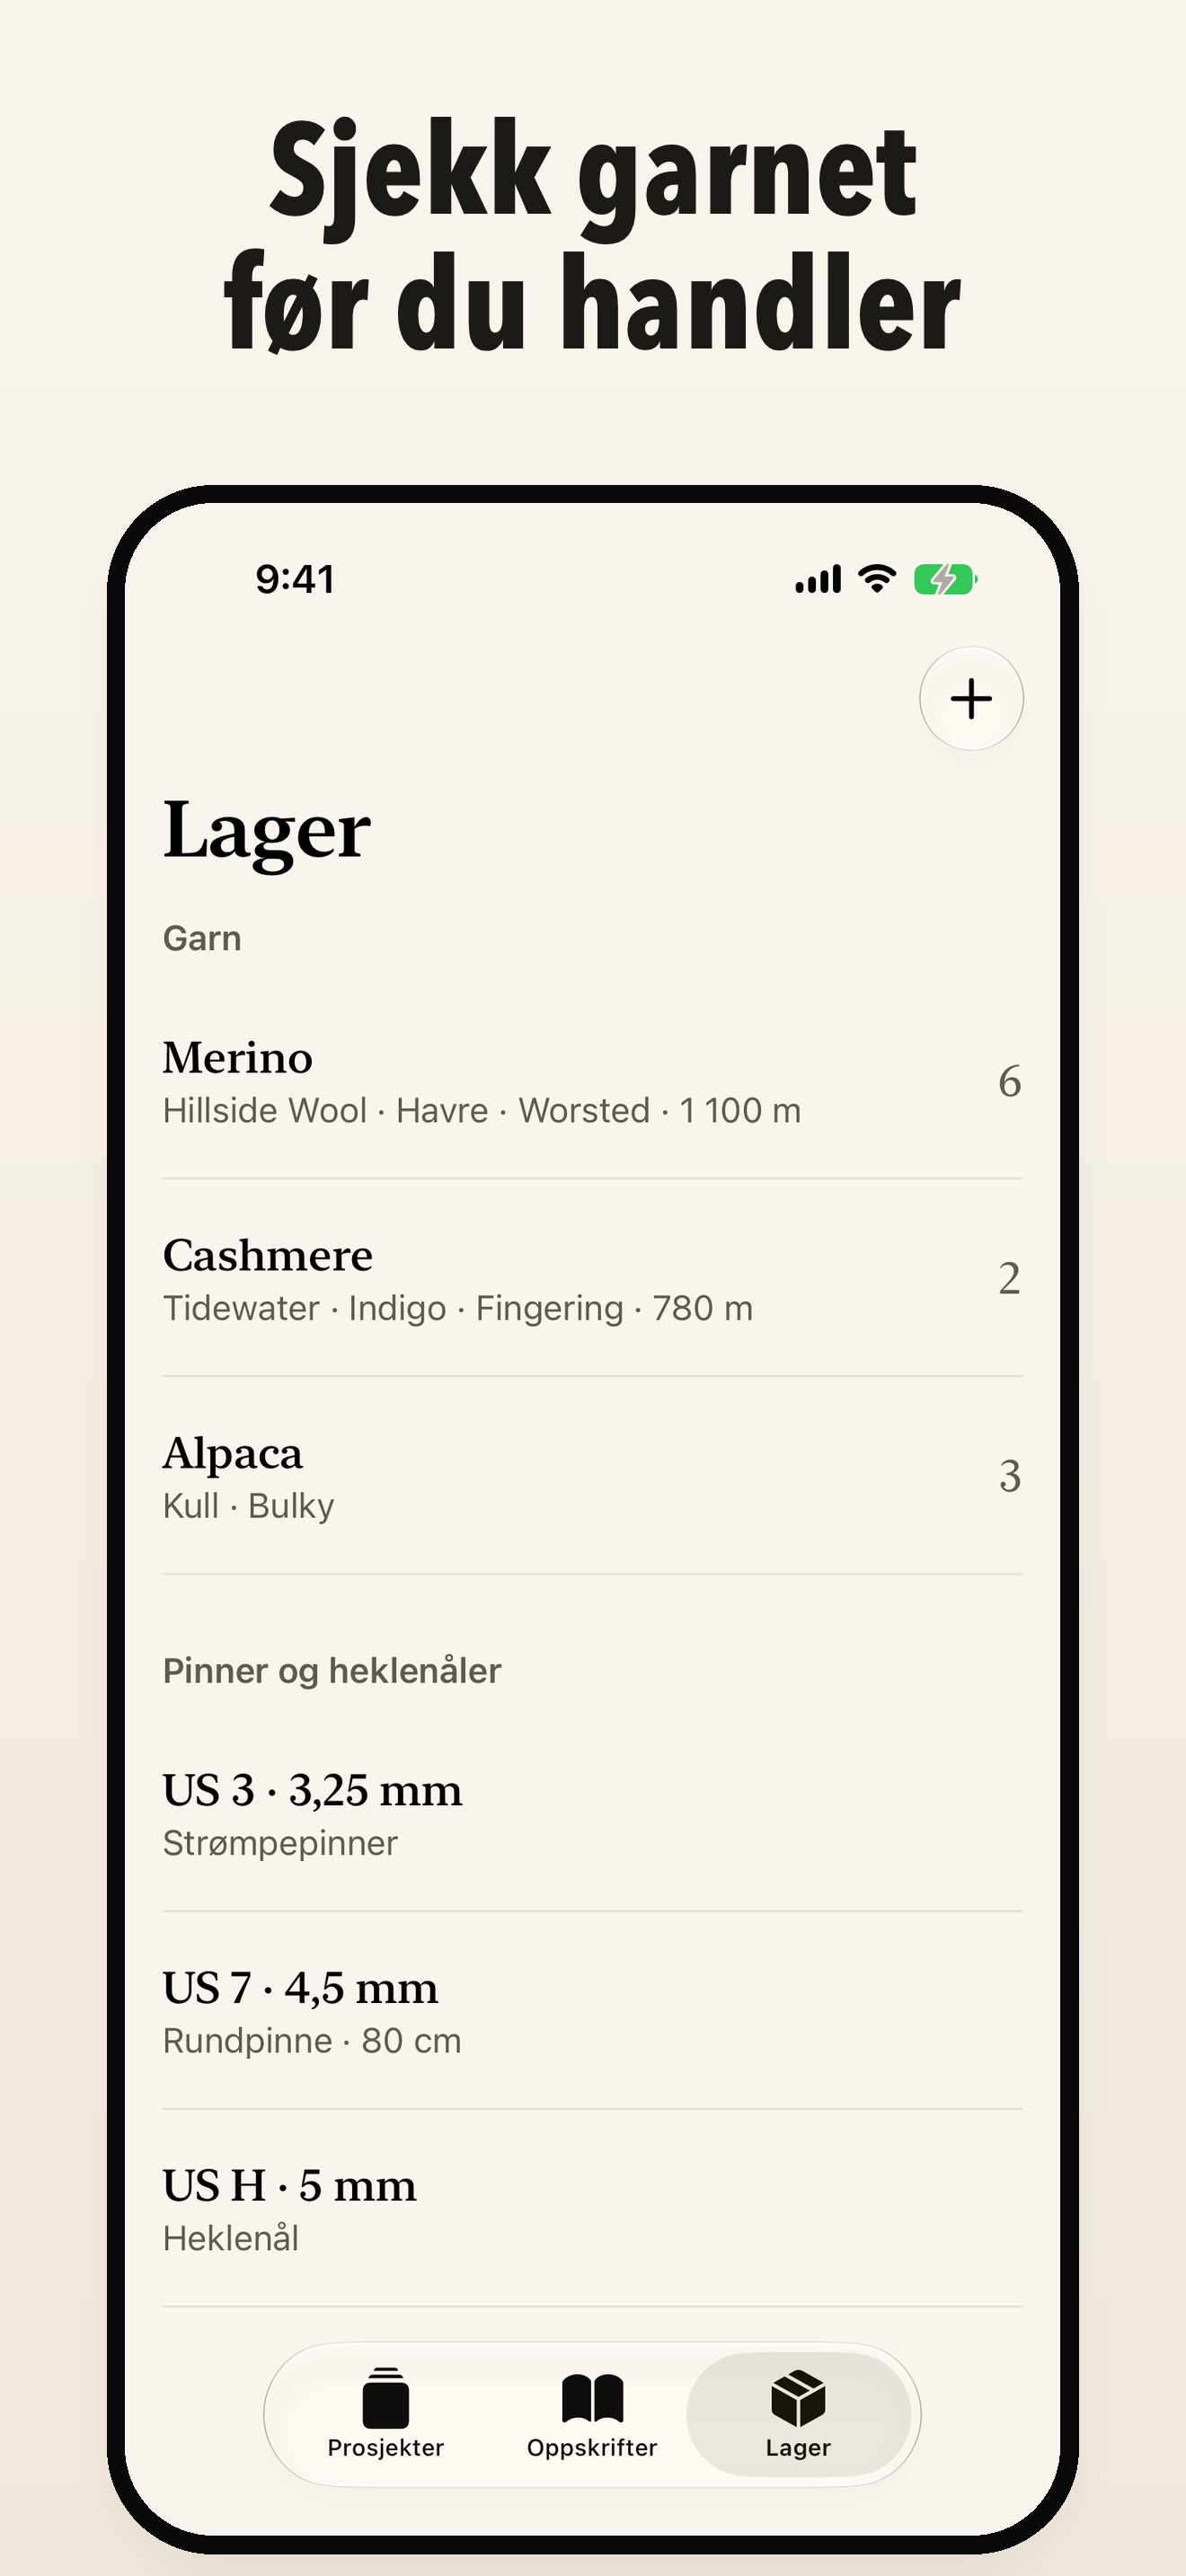 Sjekk garnet
før du handler
9:41
Lager
Garn
Merino
Hillside Wool · Havre · Worsted · 1 100 m
6
Cashmere
Tidewater · Indigo · Fingering · 780 m
2
Alpaca
Kull · Bulky
3
Pinner og heklenåler
US 3 · 3,25 mm
Strømpepinner
US 7 · 4,5 mm
Rundpinne · 80 cm
US H · 5 mm
Heklenål
Prosjekter
Oppskrifter
Lager